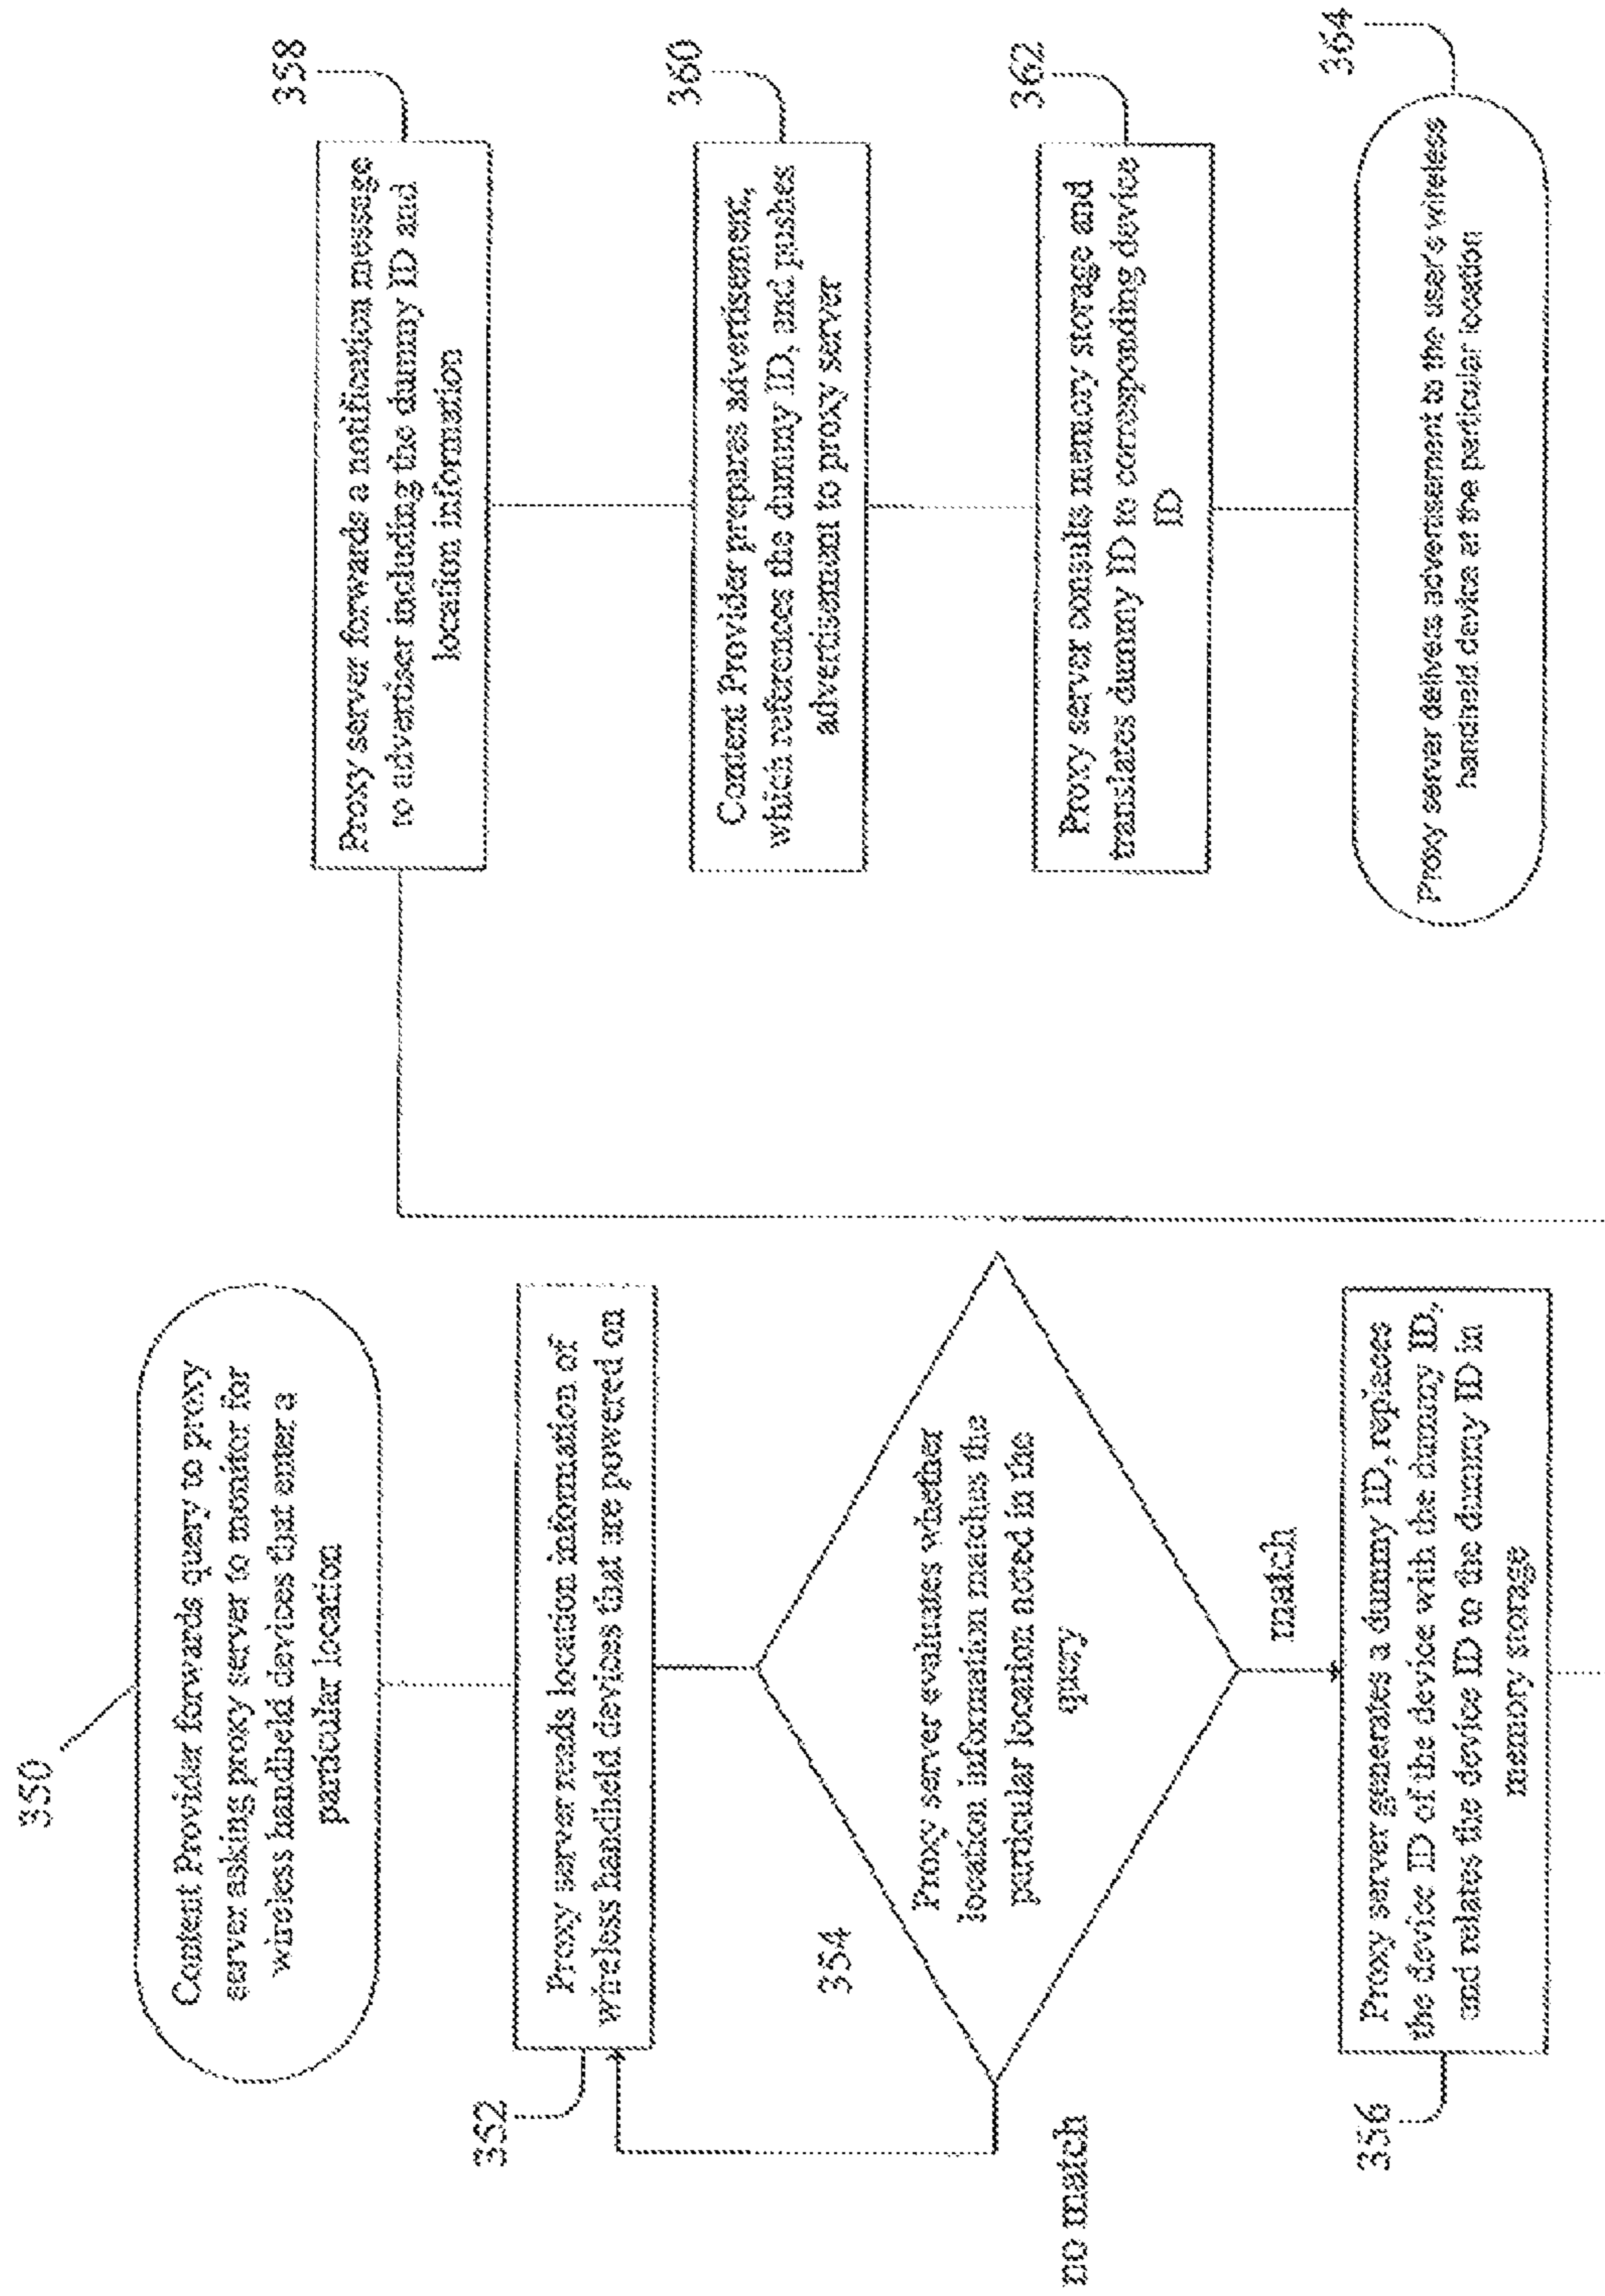 350
Content Provider forwards query to proxy
server asking proxy server to monitor for
wireless handheld devices that enter a
particular location
352
Proxy server reads location information of
wireless handheld devices that are powered on
354
Proxy server evaluates whether
location information matches the
particular location noted in the
query
no match
match
356
Proxy server generates a dummy ID, replaces
the device ID of the device with the dummy ID,
and relates the device ID to the dummy ID in
memory storage
358
Proxy server forwards a notification message
to advertiser including the dummy ID and
location information
360
Content Provider prepares advertisement,
which references the dummy ID, and pushes
advertisement to proxy server
362
Proxy server consults memory storage and
translates dummy ID to corresponding device
ID
364
Proxy server delivers advertisement to the user's wireless
handheld device at the particular location